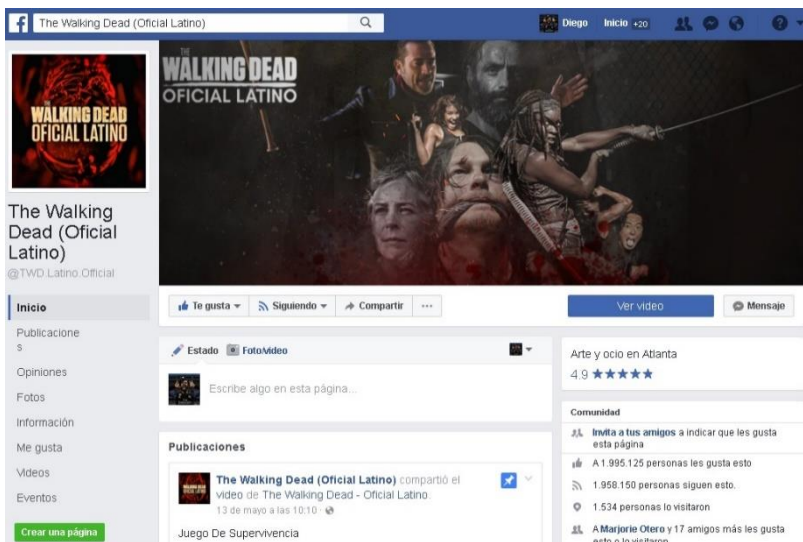 The Walking Dead (Oficial Latino)
Diego Inicio +20
THE
WALKING DEAD
OFICIAL LATINO
THE
WALKING DEAD
OFICIAL LATINO
The Walking
Dead (Oficial
Latino)
@TWD.Latino.Official
Inicio
Publicacione
s
Opiniones
Fotos
Información
Me gusta
Videos
Eventos
Crear una página
Te gusta Siguiendo Compartir ...
Ver video Mensaje
Estado Foto/video
Escribe algo en esta página...
Publicaciones
The Walking Dead (Oficial Latino) compartió el
video de The Walking Dead - Oficial Latino.
13 de mayo a las 10:10 ·
Juego De Supervivencia
Arte y ocio en Atlanta
4.9 ★★★★★
Comunidad
Invita a tus amigos a indicar que les gusta
esta página
A 1.995.125 personas les gusta esto
1.958.150 personas siguen esto.
1.534 personas lo visitaron
A Marjorie Otero y 17 amigos más les gusta
esto o lo visitaron